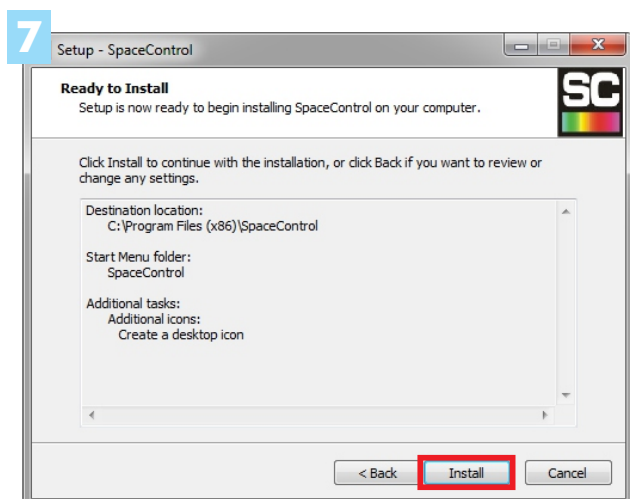 7
Setup - SpaceControl
Ready to Install
Setup is now ready to begin installing SpaceControl on your computer.
SC
Click Install to continue with the installation, or click Back if you want to review or
change any settings.
Destination location:
C:\Program Files (x86)\SpaceControl
Start Menu folder:
SpaceControl
Additional tasks:
Additional icons:
Create a desktop icon
< Back
Install
Cancel